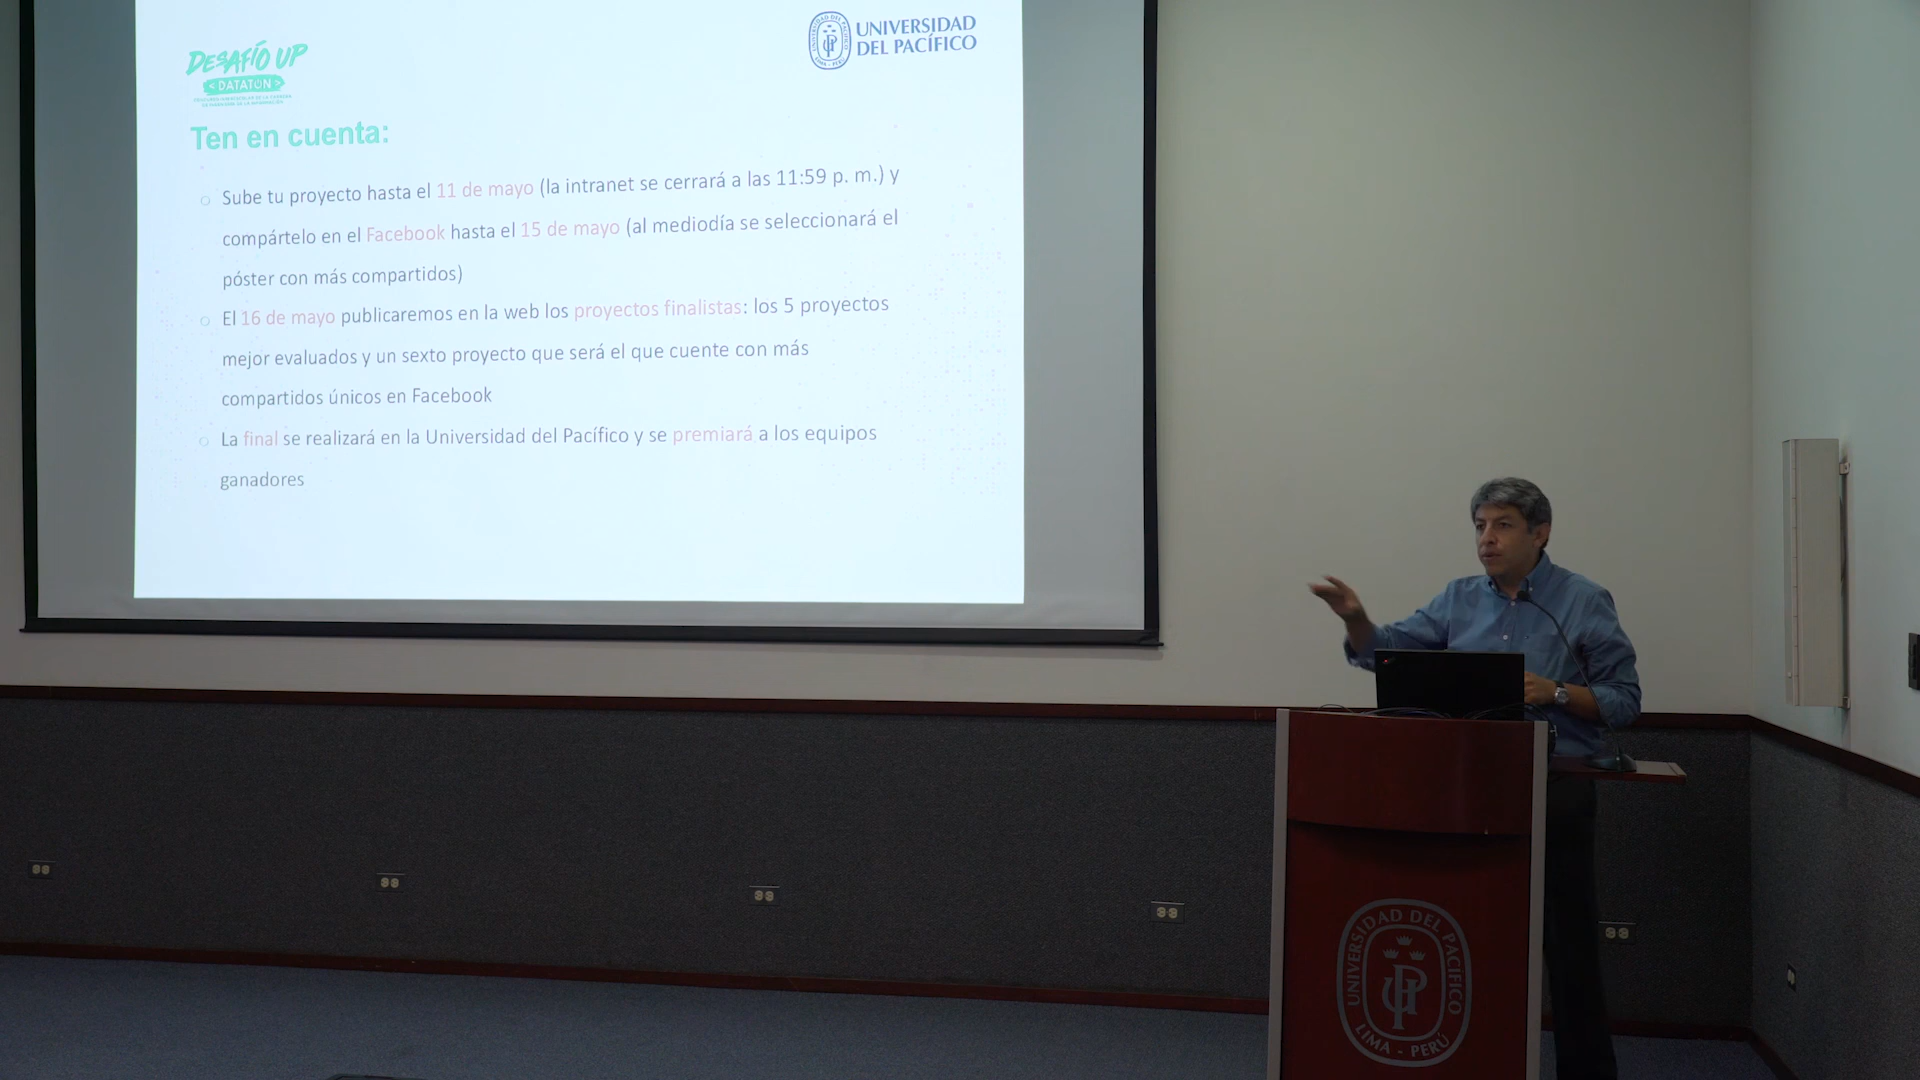 DESAFÍO UP
< DATATÓN >
UNIVERSIDAD
DEL PACÍFICO
Ten en cuenta:
Sube tu proyecto hasta el 11 de mayo (la intranet se cerrará a las 11:59 p. m.) y
compártelo en el Facebook hasta el 15 de mayo (al mediodía se seleccionará el
póster con más compartidos)
El 16 de mayo publicaremos en la web los proyectos finalistas: los 5 proyectos
mejor evaluados y un sexto proyecto que será el que cuente con más
compartidos únicos en Facebook
La final se realizará en la Universidad del Pacífico y se premiará a los equipos
ganadores
UNIVERSIDAD DEL PACIFICO
UP
LIMA - PERÚ